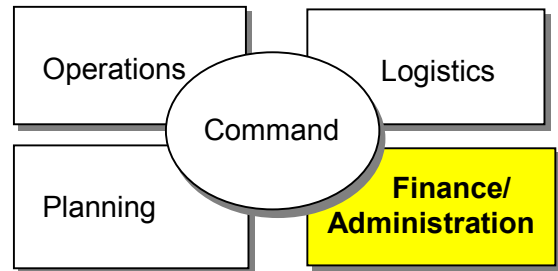 Operations
Logistics
Command
Planning
Finance/
Administration